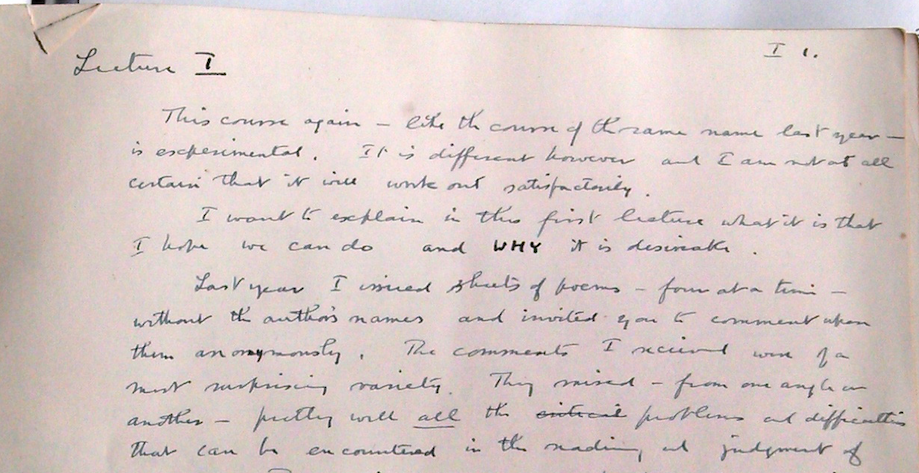 Lecture I
I 1.
This course again – like the course of the same name last year –
is experimental. It is different however and I am not at all
certain that it will work out satisfactorily.
I want to explain in this first lecture what it is that
I hope we can do and WHY it is desireable.
Last year I issued sheets of poems – four at a time –
without the author's names and invited you to comment upon
them anonymously. The comments I recieved were of a
most surprising variety. They raised – from one angle or
another – pretty well all the critical problems and difficulties
that can be encountered in the reading and judgment of